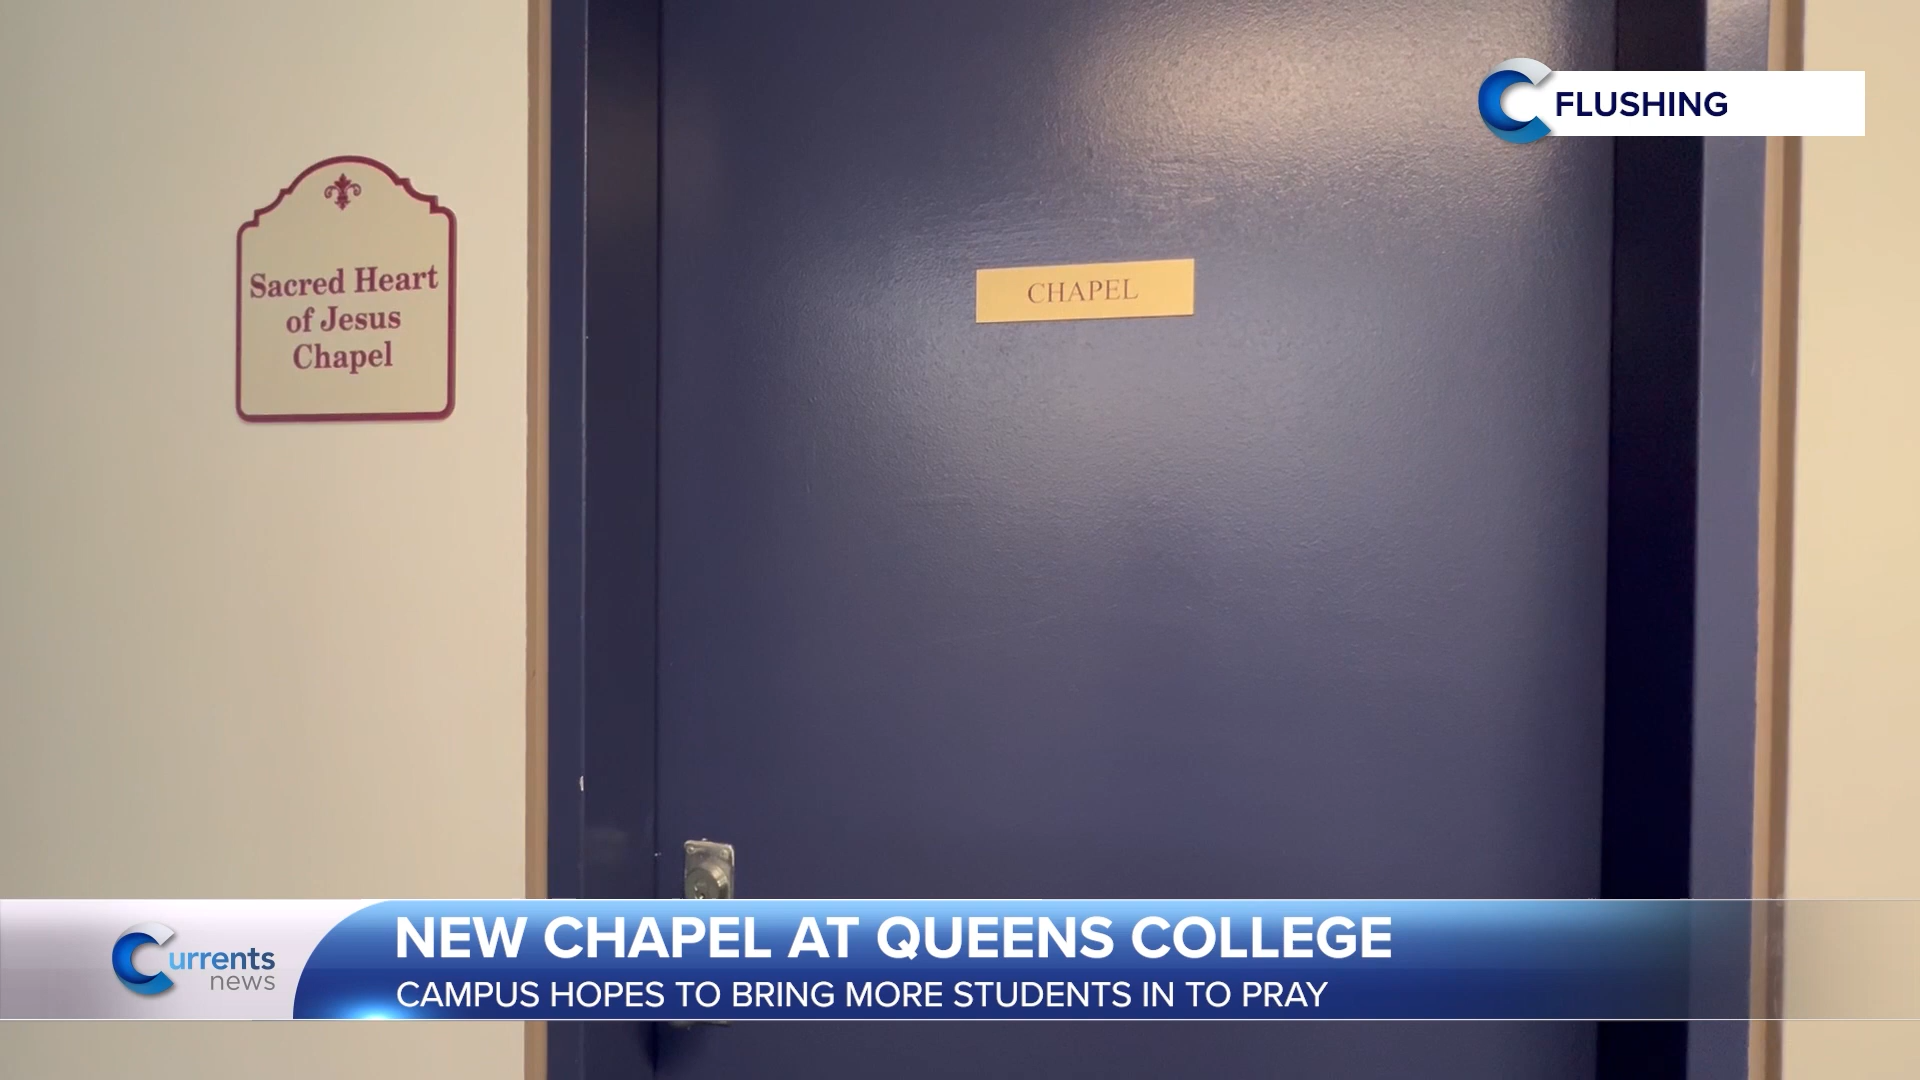 FLUSHING
Sacred Heart
of Jesus
Chapel
CHAPEL
NEW CHAPEL AT QUEENS COLLEGE
CAMPUS HOPES TO BRING MORE STUDENTS IN TO PRAY
Currents
news